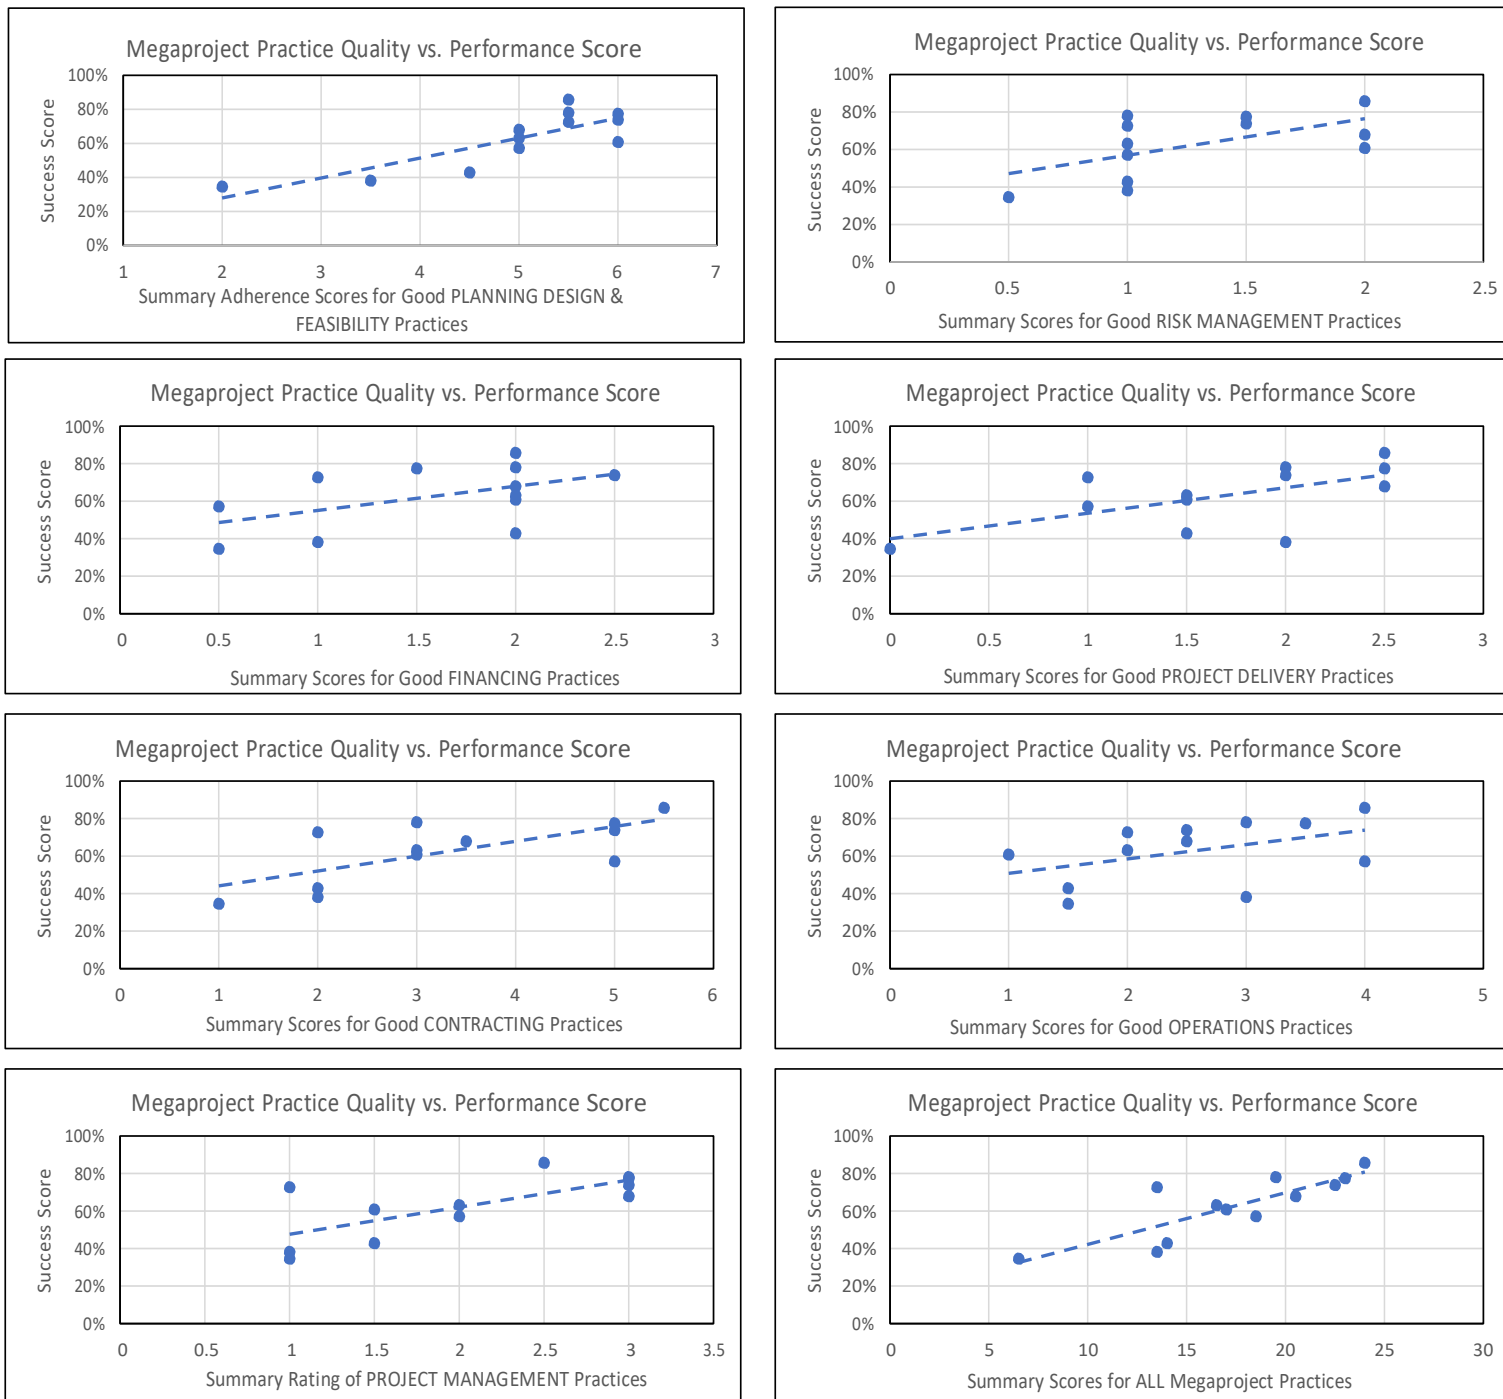 Megaproject Practice Quality vs. Performance Score
Success Score
100%
80%
60%
40%
20%
0%
1 2 3 4 5 6 7
Summary Adherence Scores for Good PLANNING DESIGN &
FEASIBILITY Practices
Megaproject Practice Quality vs. Performance Score
Success Score
100%
80%
60%
40%
20%
0%
0 0.5 1 1.5 2 2.5
Summary Scores for Good RISK MANAGEMENT Practices
Megaproject Practice Quality vs. Performance Score
Success Score
100%
80%
60%
40%
20%
0%
0 0.5 1 1.5 2 2.5 3
Summary Scores for Good FINANCING Practices
Megaproject Practice Quality vs. Performance Score
Success Score
100%
80%
60%
40%
20%
0%
0 0.5 1 1.5 2 2.5 3
Summary Scores for Good PROJECT DELIVERY Practices
Megaproject Practice Quality vs. Performance Score
Success Score
100%
80%
60%
40%
20%
0%
0 1 2 3 4 5 6
Summary Scores for Good CONTRACTING Practices
Megaproject Practice Quality vs. Performance Score
Success Score
100%
80%
60%
40%
20%
0%
0 1 2 3 4 5
Summary Scores for Good OPERATIONS Practices
Megaproject Practice Quality vs. Performance Score
Success Score
100%
80%
60%
40%
20%
0%
0 0.5 1 1.5 2 2.5 3 3.5
Summary Rating of PROJECT MANAGEMENT Practices
Megaproject Practice Quality vs. Performance Score
Success Score
100%
80%
60%
40%
20%
0%
0 5 10 15 20 25 30
Summary Scores for ALL Megaproject Practices